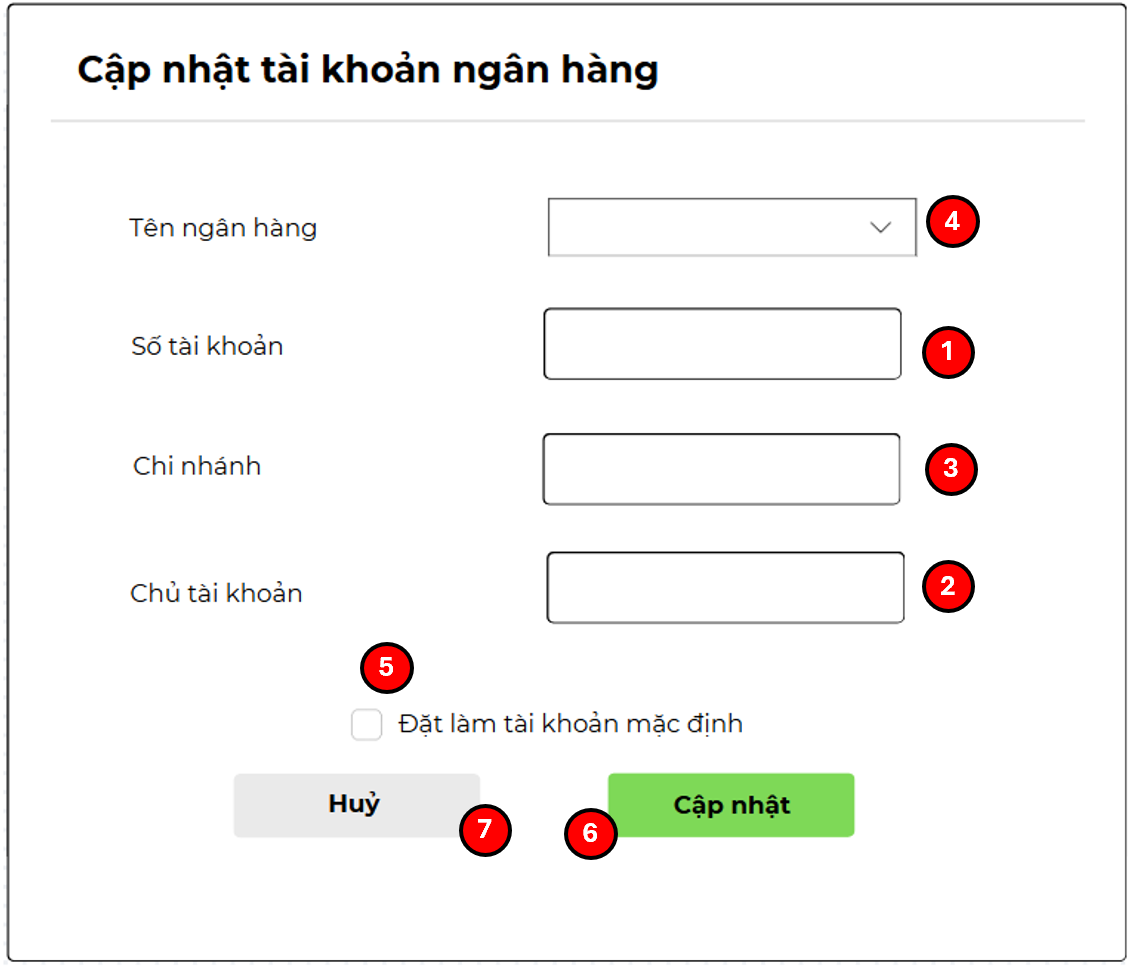 Cập nhật tài khoản ngân hàng
Tên ngân hàng
4
Số tài khoản
1
Chi nhánh
3
Chủ tài khoản
2
5
Đặt làm tài khoản mặc định
Huỷ
Cập nhật
7
6